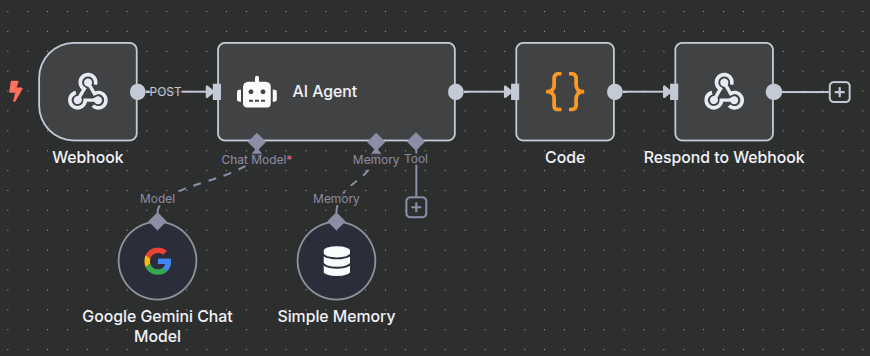 POST
AI Agent
Webhook
Chat Model*
Memory
Tool
Code
Respond to Webhook
Model
Memory
Google Gemini Chat
Model
Simple Memory